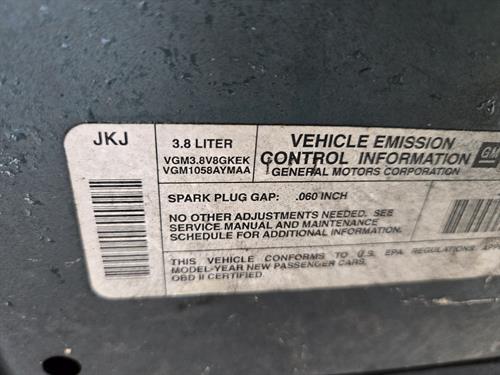 JKJ
3.8 LITER
VGM3.8V8GKEK
VGM1058AYMAA
VEHICLE EMISSION
CONTROL INFORMATION
GENERAL MOTORS CORPORATION
GM
SPARK PLUG GAP: .060 INCH
NO OTHER ADJUSTMENTS NEEDED. SEE
SERVICE MANUAL AND MAINTENANCE
SCHEDULE FOR ADDITIONAL INFORMATION.
THIS VEHICLE CONFORMS TO U.S. EPA REGULATIONS,
MODEL-YEAR NEW PASSENGER CARS.
OBD II CERTIFIED.